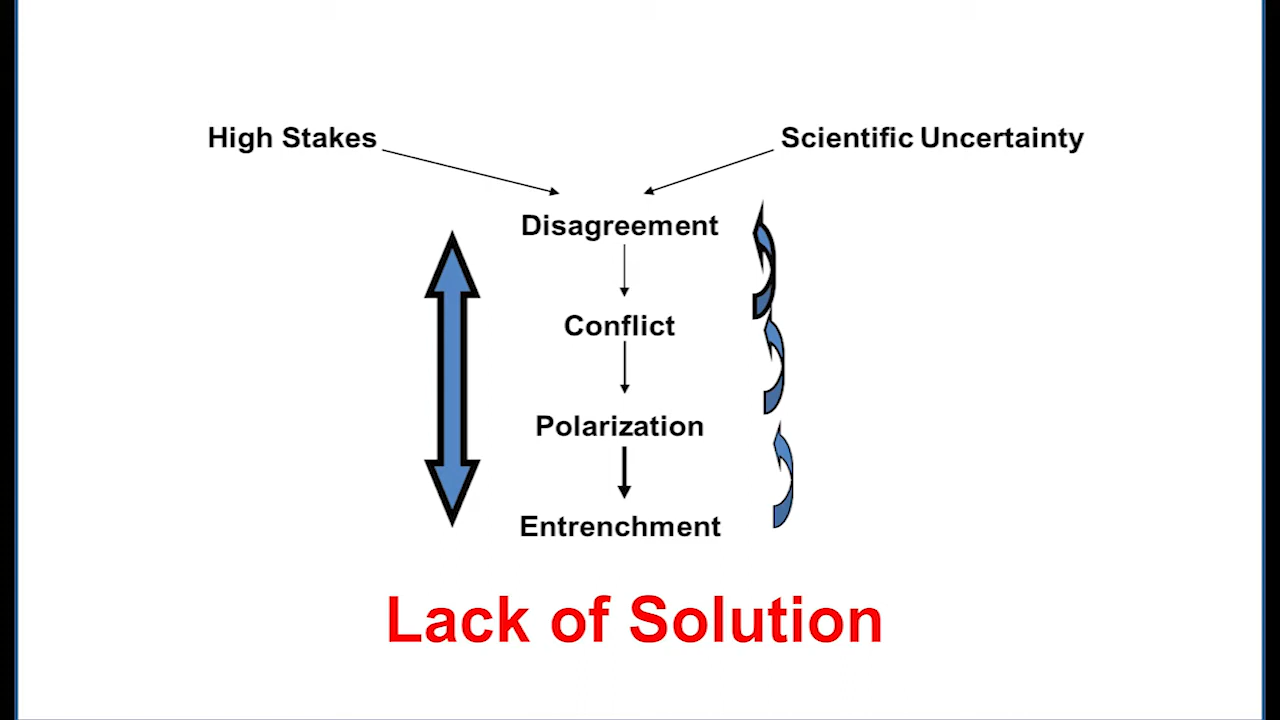 High Stakes
Scientific Uncertainty
Disagreement
Conflict
Polarization
Entrenchment
Lack of Solution